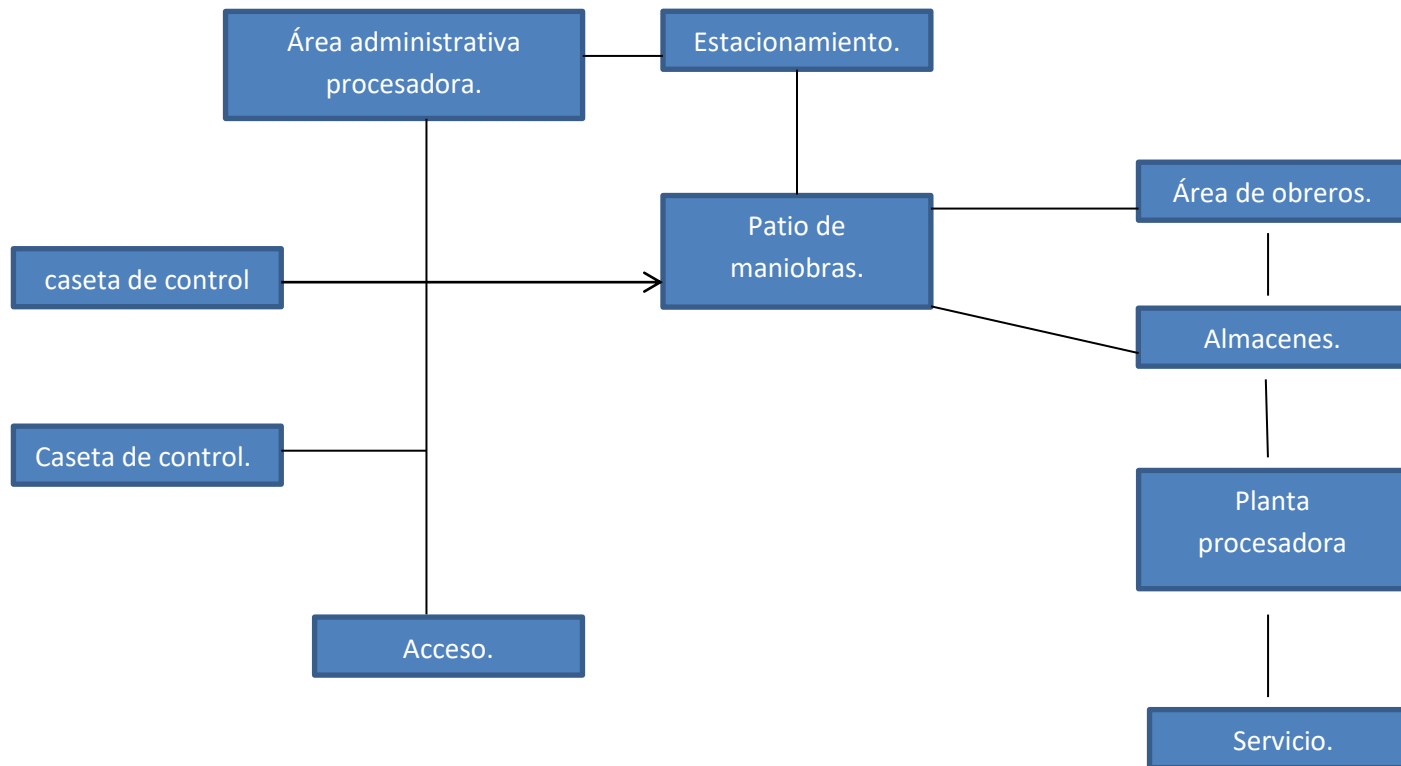 Área administrativa
procesadora.
Estacionamiento.
Área de obreros.
Patio de
maniobras.
caseta de control
Almacenes.
Caseta de control.
Planta
procesadora
Acceso.
Servicio.